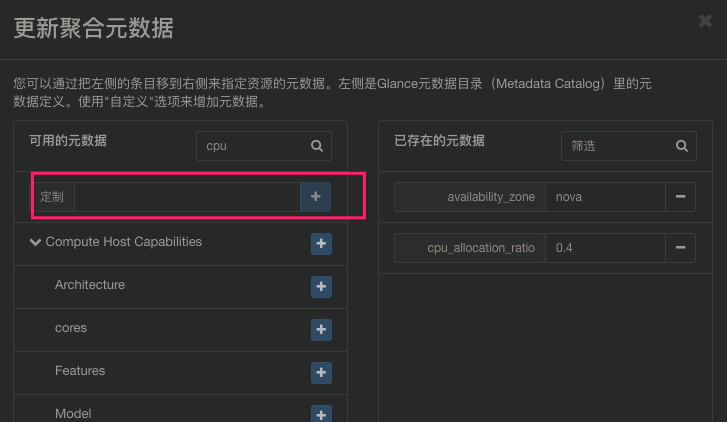 更新聚合元数据
您可以通过把左侧的条目移到右侧来指定资源的元数据。左侧是Glance元数据目录（Metadata Catalog）里的元
数据定义。使用"自定义"选项来增加元数据。
可用的元数据
cpu
定制
Compute Host Capabilities
Architecture
cores
Features
Model
已存在的元数据
筛选
availability_zone
nova
cpu_allocation_ratio
0.4